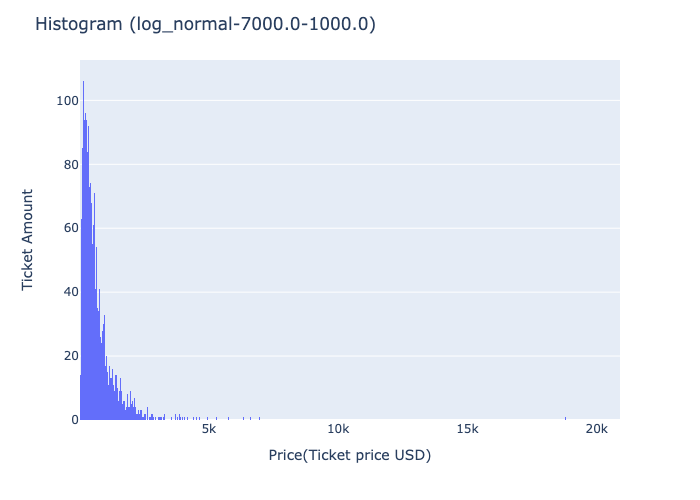 Histogram (log_normal-7000.0-1000.0)
100
80
60
40
20
0
5k
10k
15k
20k
Ticket Amount
Price(Ticket price USD)